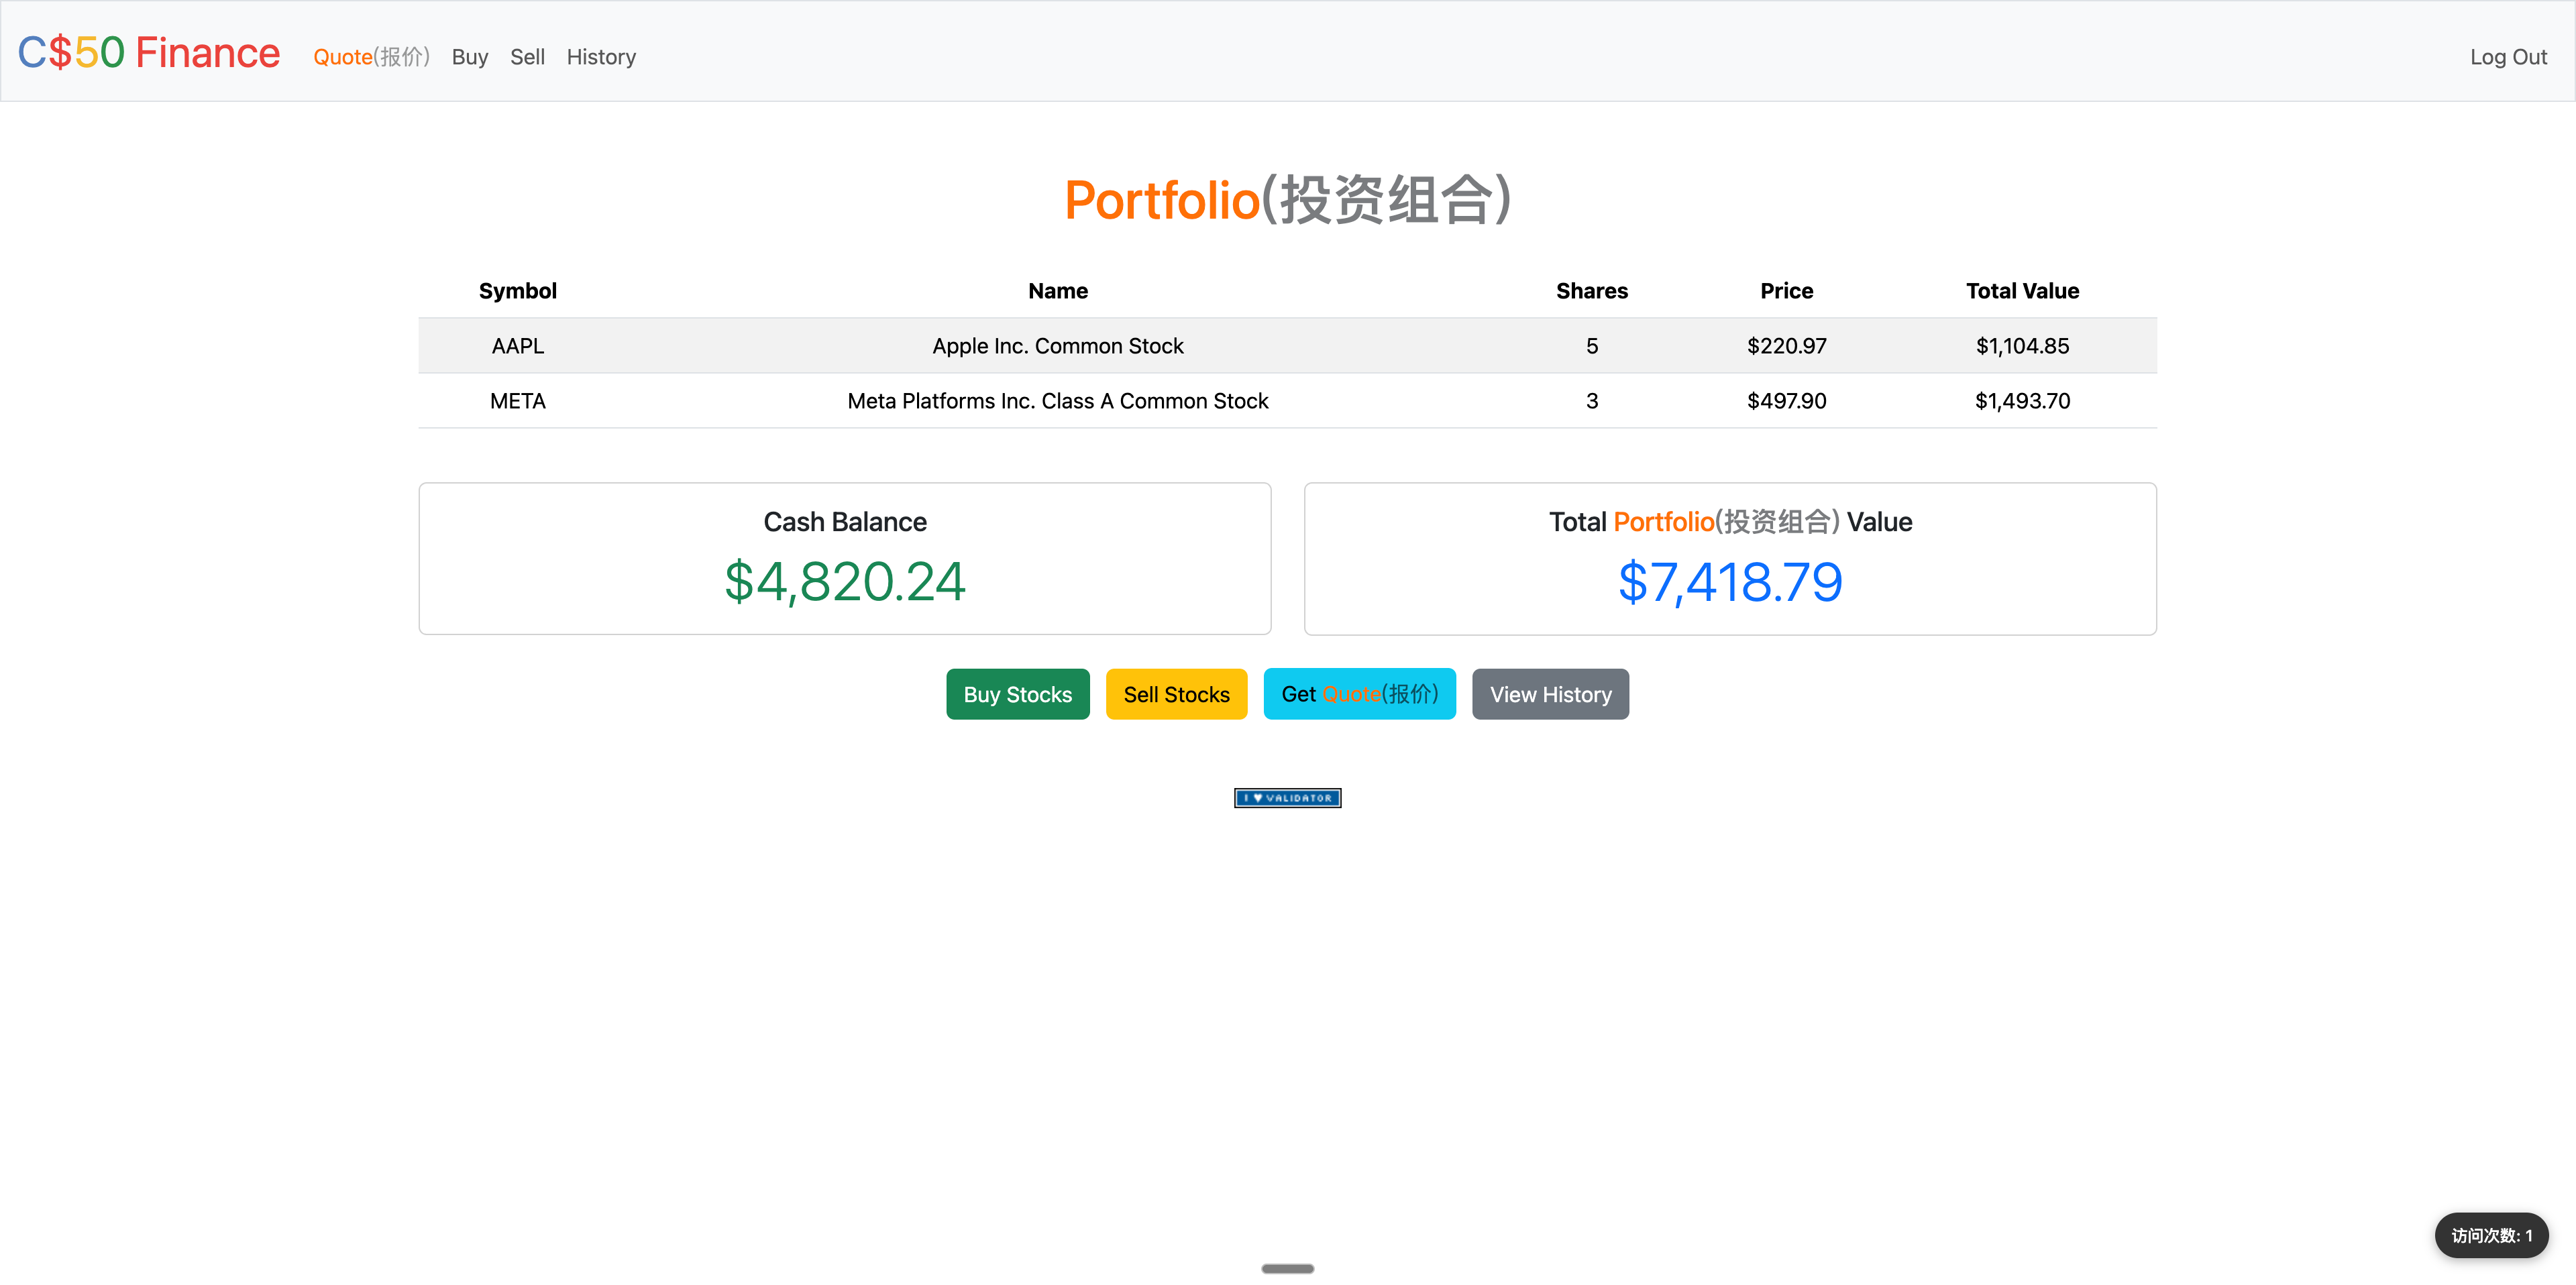 C$50 Finance Quote(报价) Buy Sell History Log Out
Portfolio(投资组合)
Symbol Name Shares Price Total Value
AAPL Apple Inc. Common Stock 5 $220.97 $1,104.85
META Meta Platforms Inc. Class A Common Stock 3 $497.90 $1,493.70
Cash Balance
$4,820.24
Total Portfolio(投资组合) Value
$7,418.79
Buy Stocks Sell Stocks Get Quote(报价) View History
I ♥ VALIDATOR
访问次数: 1